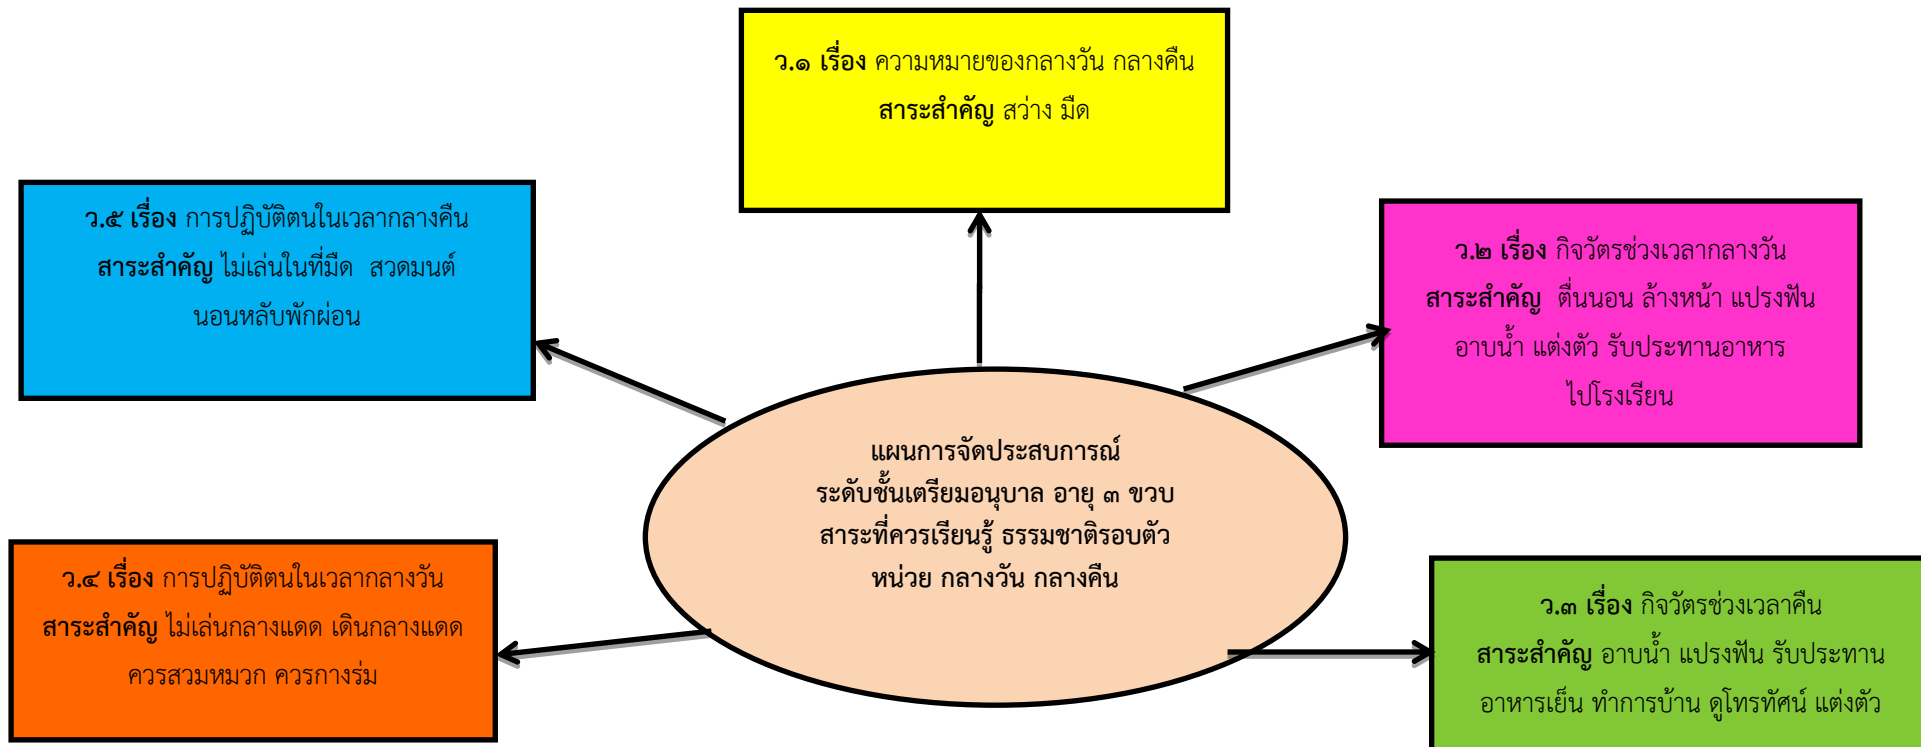 ว.๑ เรื่อง ความหมายของกลางวัน กลางคืน
สาระสำคัญ สว่าง มืด
ว.๒ เรื่อง กิจวัตรช่วงเวลากลางวัน
สาระสำคัญ ตื่นนอน ล้างหน้า แปรงฟัน
อาบน้ำ แต่งตัว รับประทานอาหาร
ไปโรงเรียน
ว.๓ เรื่อง กิจวัตรช่วงเวลาคืน
สาระสำคัญ อาบน้ำ แปรงฟัน รับประทาน
อาหารเย็น ทำการบ้าน ดูโทรทัศน์ แต่งตัว
ว.๔ เรื่อง การปฏิบัติตนในเวลากลางวัน
สาระสำคัญ ไม่เล่นกลางแดด เดินกลางแดด
ควรสวมหมวก ควรกางร่ม
ว.๕ เรื่อง การปฏิบัติตนในเวลากลางคืน
สาระสำคัญ ไม่เล่นในที่มืด สวดมนต์
นอนหลับพักผ่อน
แผนการจัดประสบการณ์
ระดับชั้นเตรียมอนุบาล อายุ ๓ ขวบ
สาระที่ควรเรียนรู้ ธรรมชาติรอบตัว
หน่วย กลางวัน กลางคืน